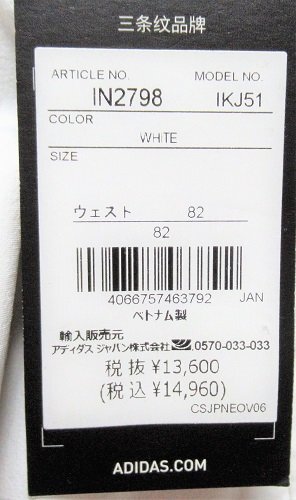 三条纹品牌
ARTICLE NO. MODEL NO.
IN2798 IKJ51
COLOR
WHITE
SIZE
ウェスト 82
82
4066757463792 JAN
ベトナム製
輸入販売元
アディダス ジャパン株式会社 0570-033-033
税抜 ¥13,600
(税込 ¥14,960)
CSJPNEOV06
ADIDAS.COM